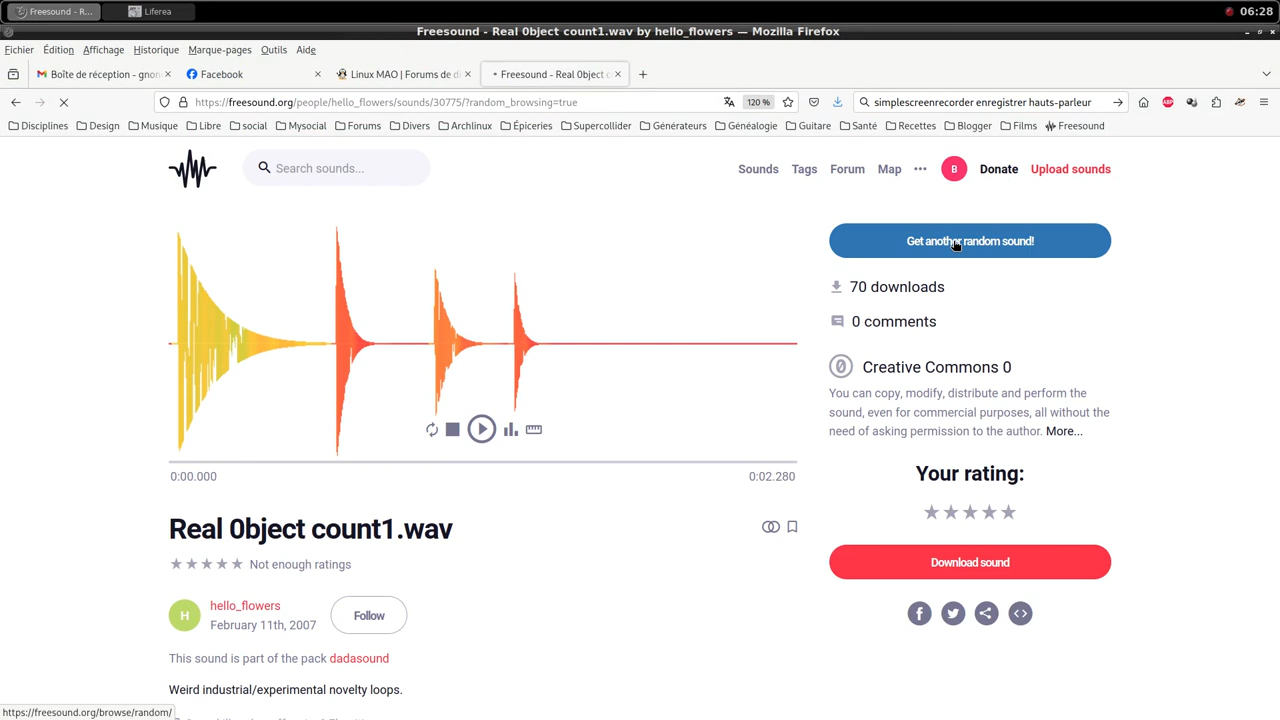 Freesound - R...
Liferea
06:28
Freesound - Real 0bject count1.wav by hello_flowers — Mozilla Firefox
Fichier Édition Affichage Historique Marque-pages Outils Aide
Boîte de réception - gnon
Facebook
Linux MAO | Forums de di
Freesound - Real 0bject c
https://freesound.org/people/hello_flowers/sounds/30775/?random_browsing=true
120 %
simplescreenrecorder enregistrer hauts-parleur
Disciplines Design Musique Libre social Mysocial Forums Divers Archlinux Épiceries Supercollider Générateurs Généalogie Guitare Santé Recettes Blogger Films Freesound
Search sounds...
Sounds Tags Forum Map ••• B Donate Upload sounds
Get another random sound!
70 downloads
0 comments
Creative Commons 0
You can copy, modify, distribute and perform the
sound, even for commercial purposes, all without the
need of asking permission to the author. More...
0:00.000
0:02.280
Your rating:
Download sound
Real 0bject count1.wav
Not enough ratings
H
hello_flowers
February 11th, 2007
Follow
This sound is part of the pack dadasound
Weird industrial/experimental novelty loops.
https://freesound.org/browse/random/